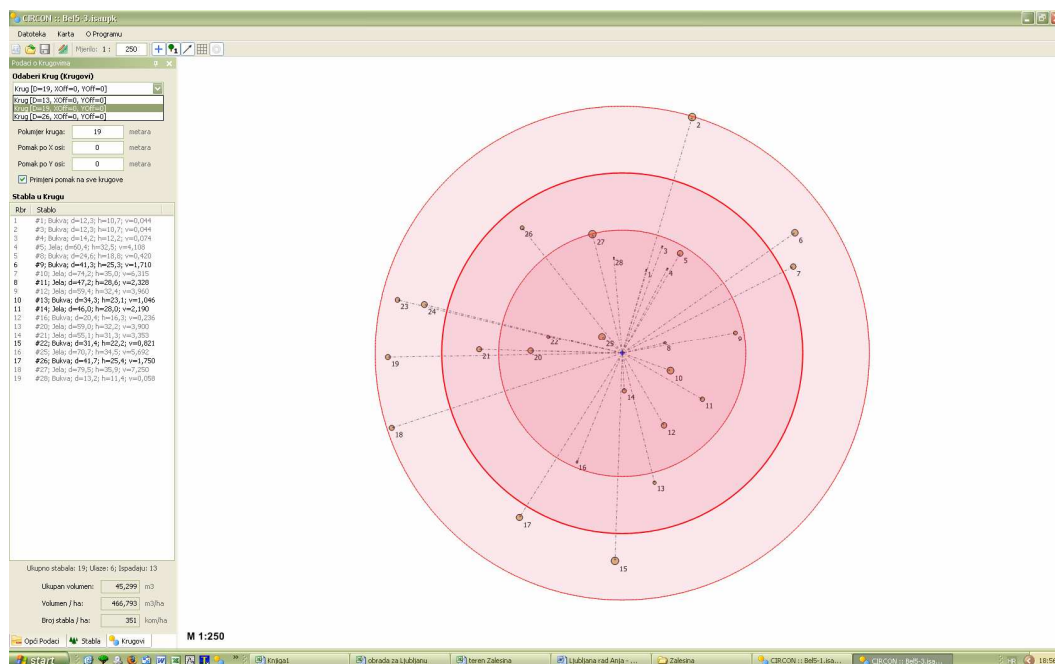 CIRCON :: Bel5-3.isaupk
Datoteka Karta O Programu
Mjerilo: 1 : 250
Podaci o Krugovima
Odaberi Krug (Krugovi)
Krug [D=19, XOff=0, YOff=0]
Krug [D=13, XOff=0, YOff=0]
Krug [D=19, XOff=0, YOff=0]
Krug [D=26, XOff=0, YOff=0]
Polumjer kruga: 19 metara
Pomak po X osi: 0 metara
Pomak po Y osi: 0 metara
Primjeni pomak na sve krugove
Stabla u Krugu
Rbr Stablo
1 #1; Bukva; d=12,3; h=10,7; v=0,044
2 #3; Bukva; d=12,3; h=10,7; v=0,044
3 #4; Bukva; d=14,2; h=12,2; v=0,074
4 #5; Jela; d=60,4; h=32,5; v=4,108
5 #8; Bukva; d=24,6; h=18,8; v=0,420
6 #9; Bukva; d=41,3; h=25,3; v=1,710
7 #10; Jela; d=74,2; h=35,0; v=6,315
8 #11; Jela; d=47,2; h=28,6; v=2,328
9 #12; Jela; d=59,4; h=32,4; v=3,960
10 #13; Bukva; d=34,3; h=23,1; v=1,046
11 #14; Jela; d=46,0; h=28,0; v=2,190
12 #16; Bukva; d=20,4; h=16,3; v=0,236
13 #20; Jela; d=59,0; h=32,2; v=3,900
14 #21; Jela; d=55,1; h=31,3; v=3,353
15 #22; Bukva; d=31,4; h=22,2; v=0,821
16 #25; Jela; d=70,7; h=34,5; v=5,692
17 #26; Bukva; d=41,7; h=25,4; v=1,750
18 #27; Jela; d=79,5; h=35,9; v=7,250
19 #28; Bukva; d=13,2; h=11,4; v=0,058
Ukupno stabala: 19; Ulaze: 6; Ispadaju: 13
Ukupan volumen: 45,299 m3
Volumen / ha: 466,793 m3/ha
Broj stabla / ha: 351 kom/ha
Opći Podaci Stabla Krugovi
2
26
27
3
5
6
28
1
4
7
23
24
22
25
8
9
19
21
20
10
14
11
18
12
16
13
17
15
M 1:250
start
Knjiga1
obrada za Ljubljanu
teren Zalesina
Ljubljana rad Anja - ...
Zalesina
CIRCON :: Bel5-1.isa...
CIRCON :: Bel5-3.isa...
HR